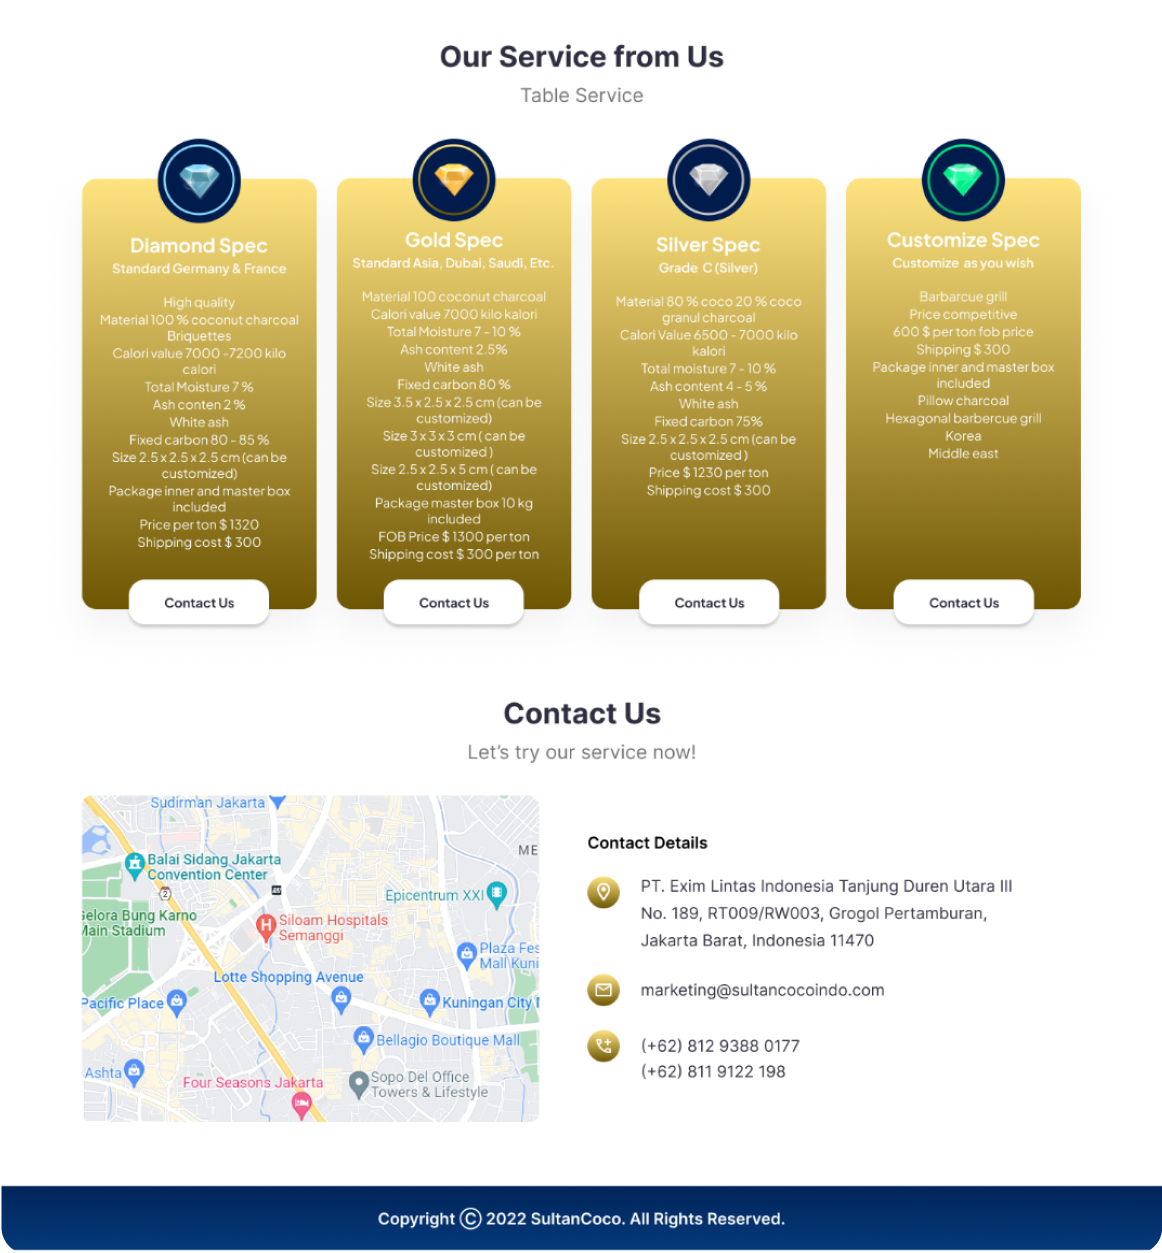 Our Service from Us
Table Service
Diamond Spec
Standard Germany & France
High quality
Material 100 % coconut charcoal
Briquettes
Calori value 7000 -7200 kilo
calori
Total Moisture 7 %
Ash conten 2 %
White ash
Fixed carbon 80 - 85 %
Size 2.5 x 2.5 x 2.5 cm (can be
customized)
Package inner and master box
included
Price per ton $ 1320
Shipping cost $ 300
Contact Us
Gold Spec
Standard Asia, Dubai, Saudi, Etc.
Material 100 coconut charcoal
Calori value 7000 kilo kalori
Total Moisture 7 - 10 %
Ash content 2.5%
White ash
Fixed carbon 80 %
Size 3.5 x 2.5 x 2.5 cm (can be
customized)
Size 3 x 3 x 3 cm ( can be
customized )
Size 2.5 x 2.5 x 5 cm ( can be
customized)
Package master box 10 kg
included
FOB Price $ 1300 per ton
Shipping cost $ 300 per ton
Contact Us
Silver Spec
Grade C (Silver)
Material 80 % coco 20 % coco
granul charcoal
Calori Value 6500 - 7000 kilo
kalori
Total moisture 7 - 10 %
Ash content 4 - 5 %
White ash
Fixed carbon 75%
Size 2.5 x 2.5 x 2.5 cm (can be
customized )
Price $ 1230 per ton
Shipping cost $ 300
Contact Us
Customize Spec
Customize as you wish
Barbarcue grill
Price competitive
600 $ per ton fob price
Shipping $ 300
Package inner and master box
included
Pillow charcoal
Hexagonal barbercue grill
Korea
Middle east
Contact Us
Contact Us
Let's try our service now!
Sudirman Jakarta
ME
Balai Sidang Jakarta
Convention Center
2
Epicentrum XXI
Gelora Bung Karno
Main Stadium
H
Siloam Hospitals
Semanggi
Plaza Fes
Mall Kuni
Lotte Shopping Avenue
Pacific Place
Kuningan City
Bellagio Boutique Mall
Ashta
Four Seasons Jakarta
Sopo Del Office
Towers & Lifestyle
Contact Details
PT. Exim Lintas Indonesia Tanjung Duren Utara III
No. 189, RT009/RW003, Grogol Pertamburan,
Jakarta Barat, Indonesia 11470
marketing@sultancocoindo.com
(+62) 812 9388 0177
(+62) 811 9122 198
Copyright © 2022 SultanCoco. All Rights Reserved.